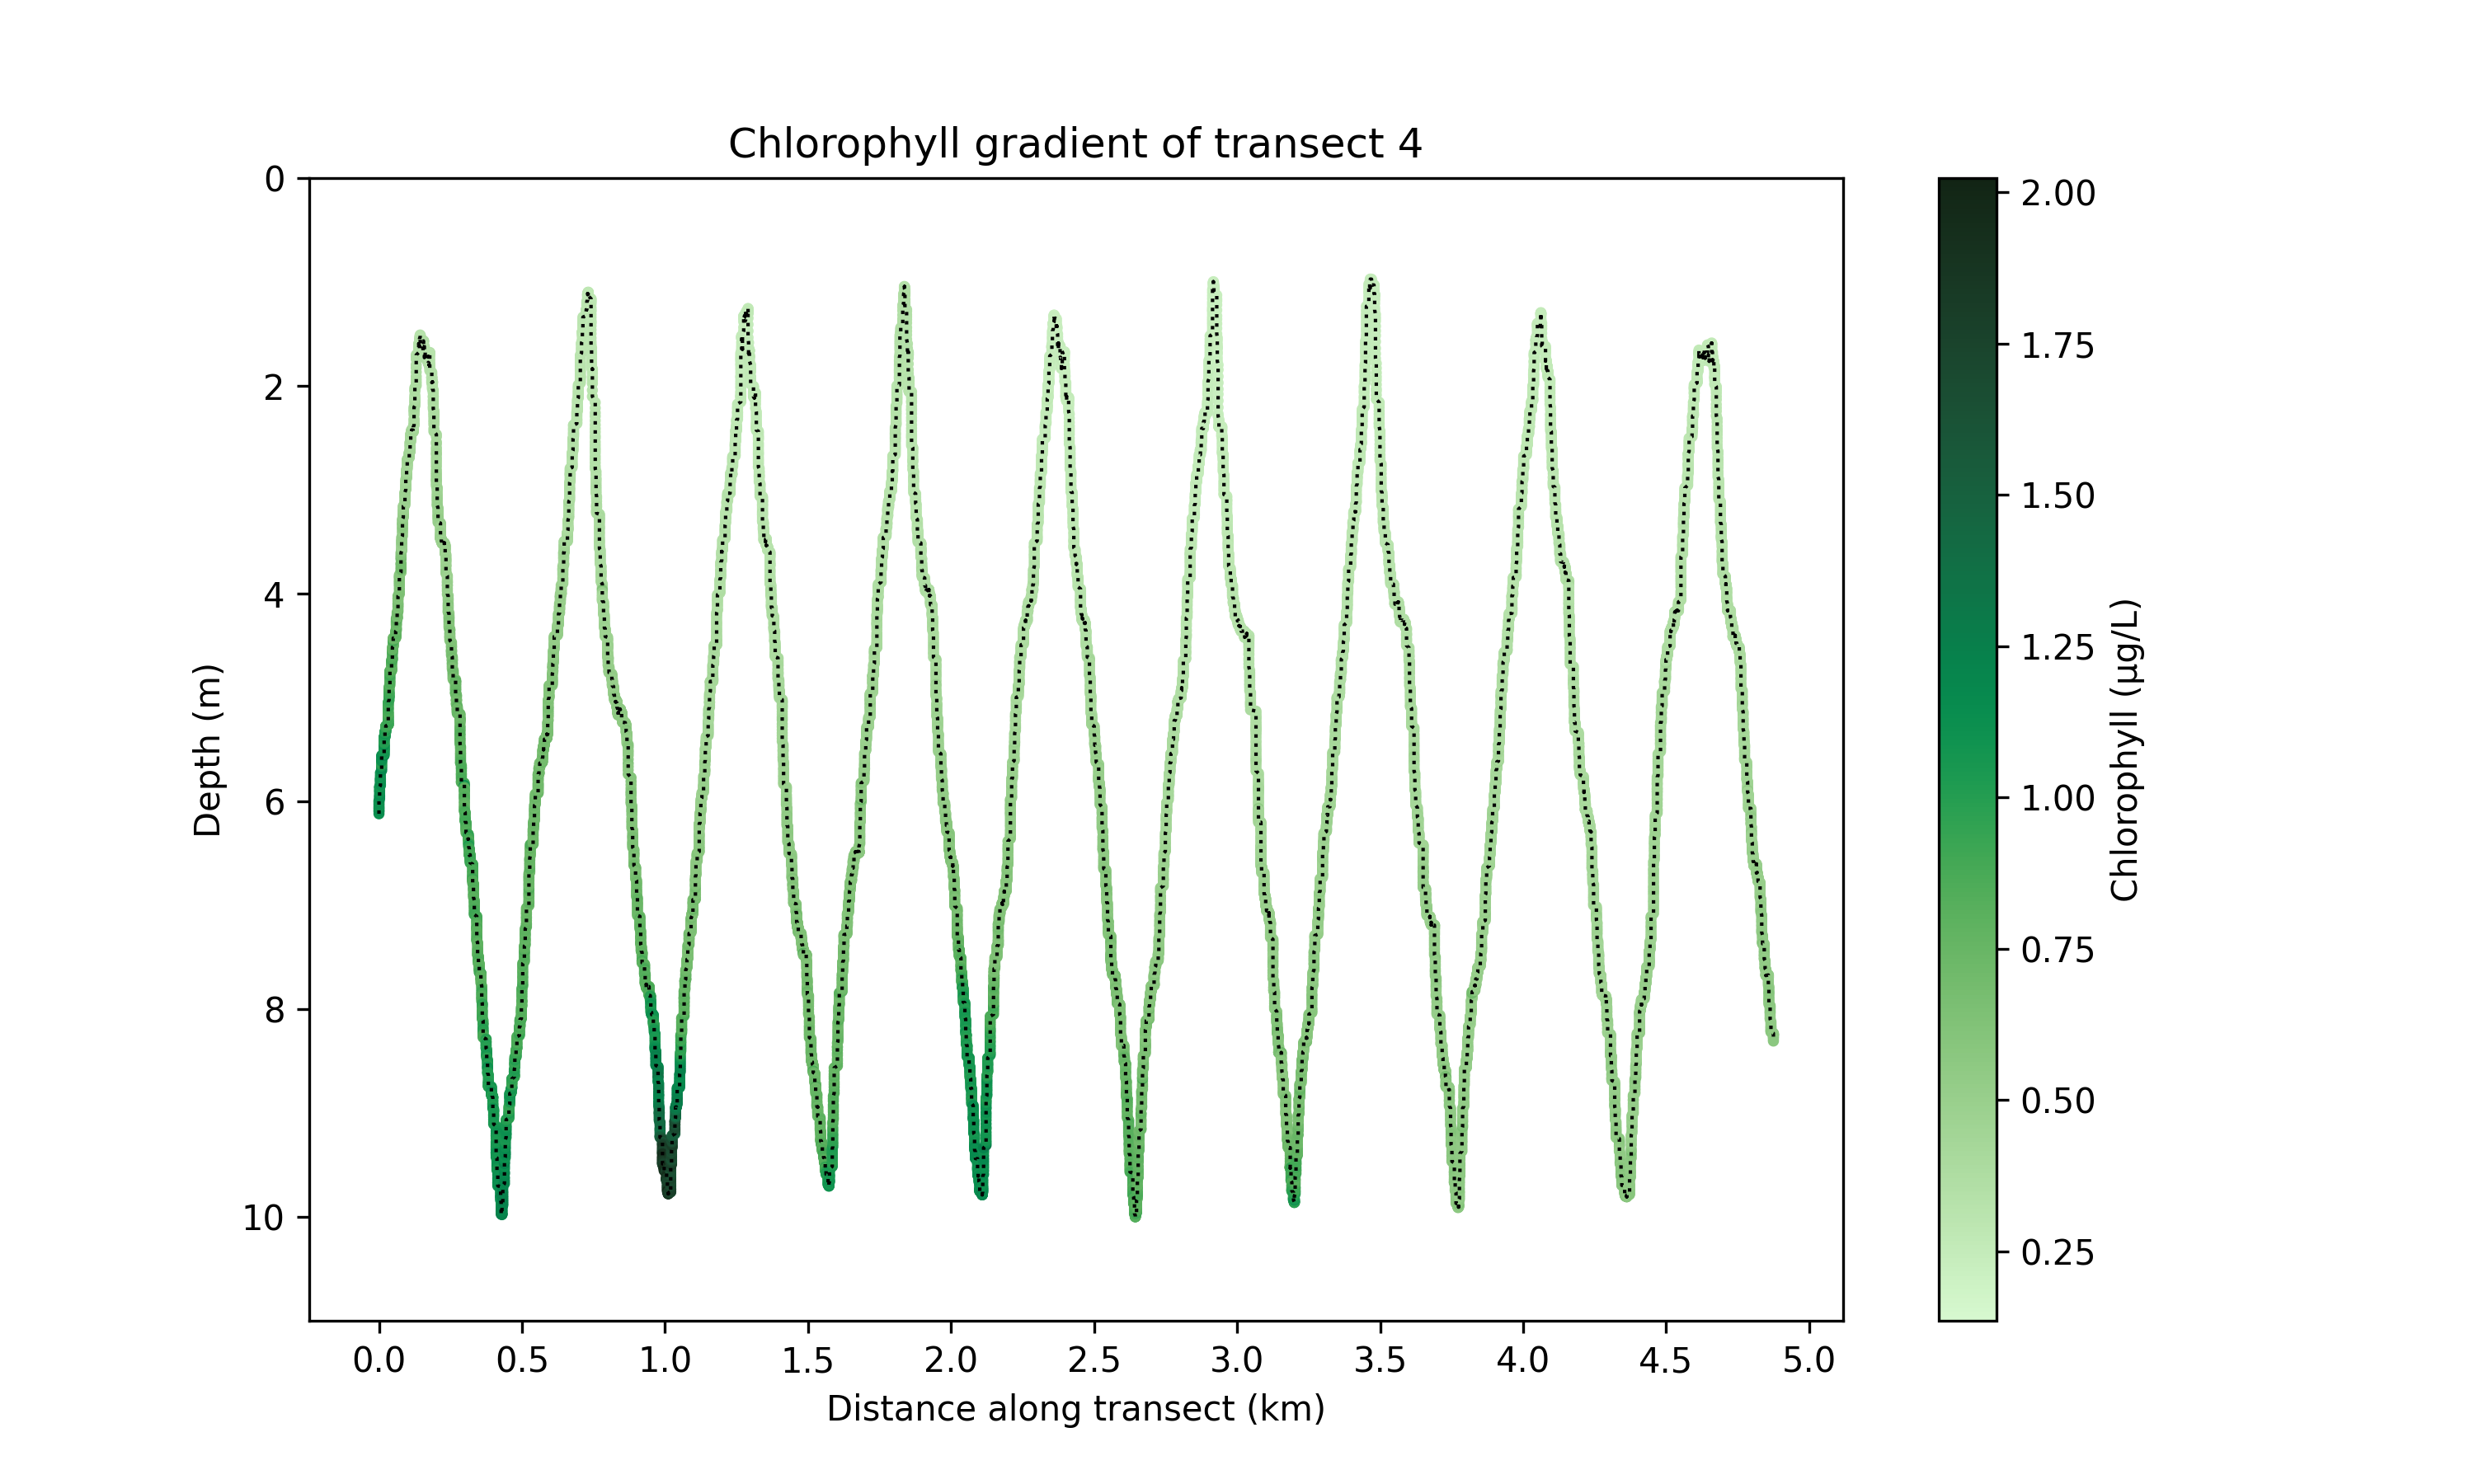 Chlorophyll gradient of transect 4
0
2
4
6
8
10
Depth (m)
0.0 0.5 1.0 1.5 2.0 2.5 3.0 3.5 4.0 4.5 5.0
Distance along transect (km)
2.00
1.75
1.50
1.25
1.00
0.75
0.50
0.25
Chlorophyll (µg/L)